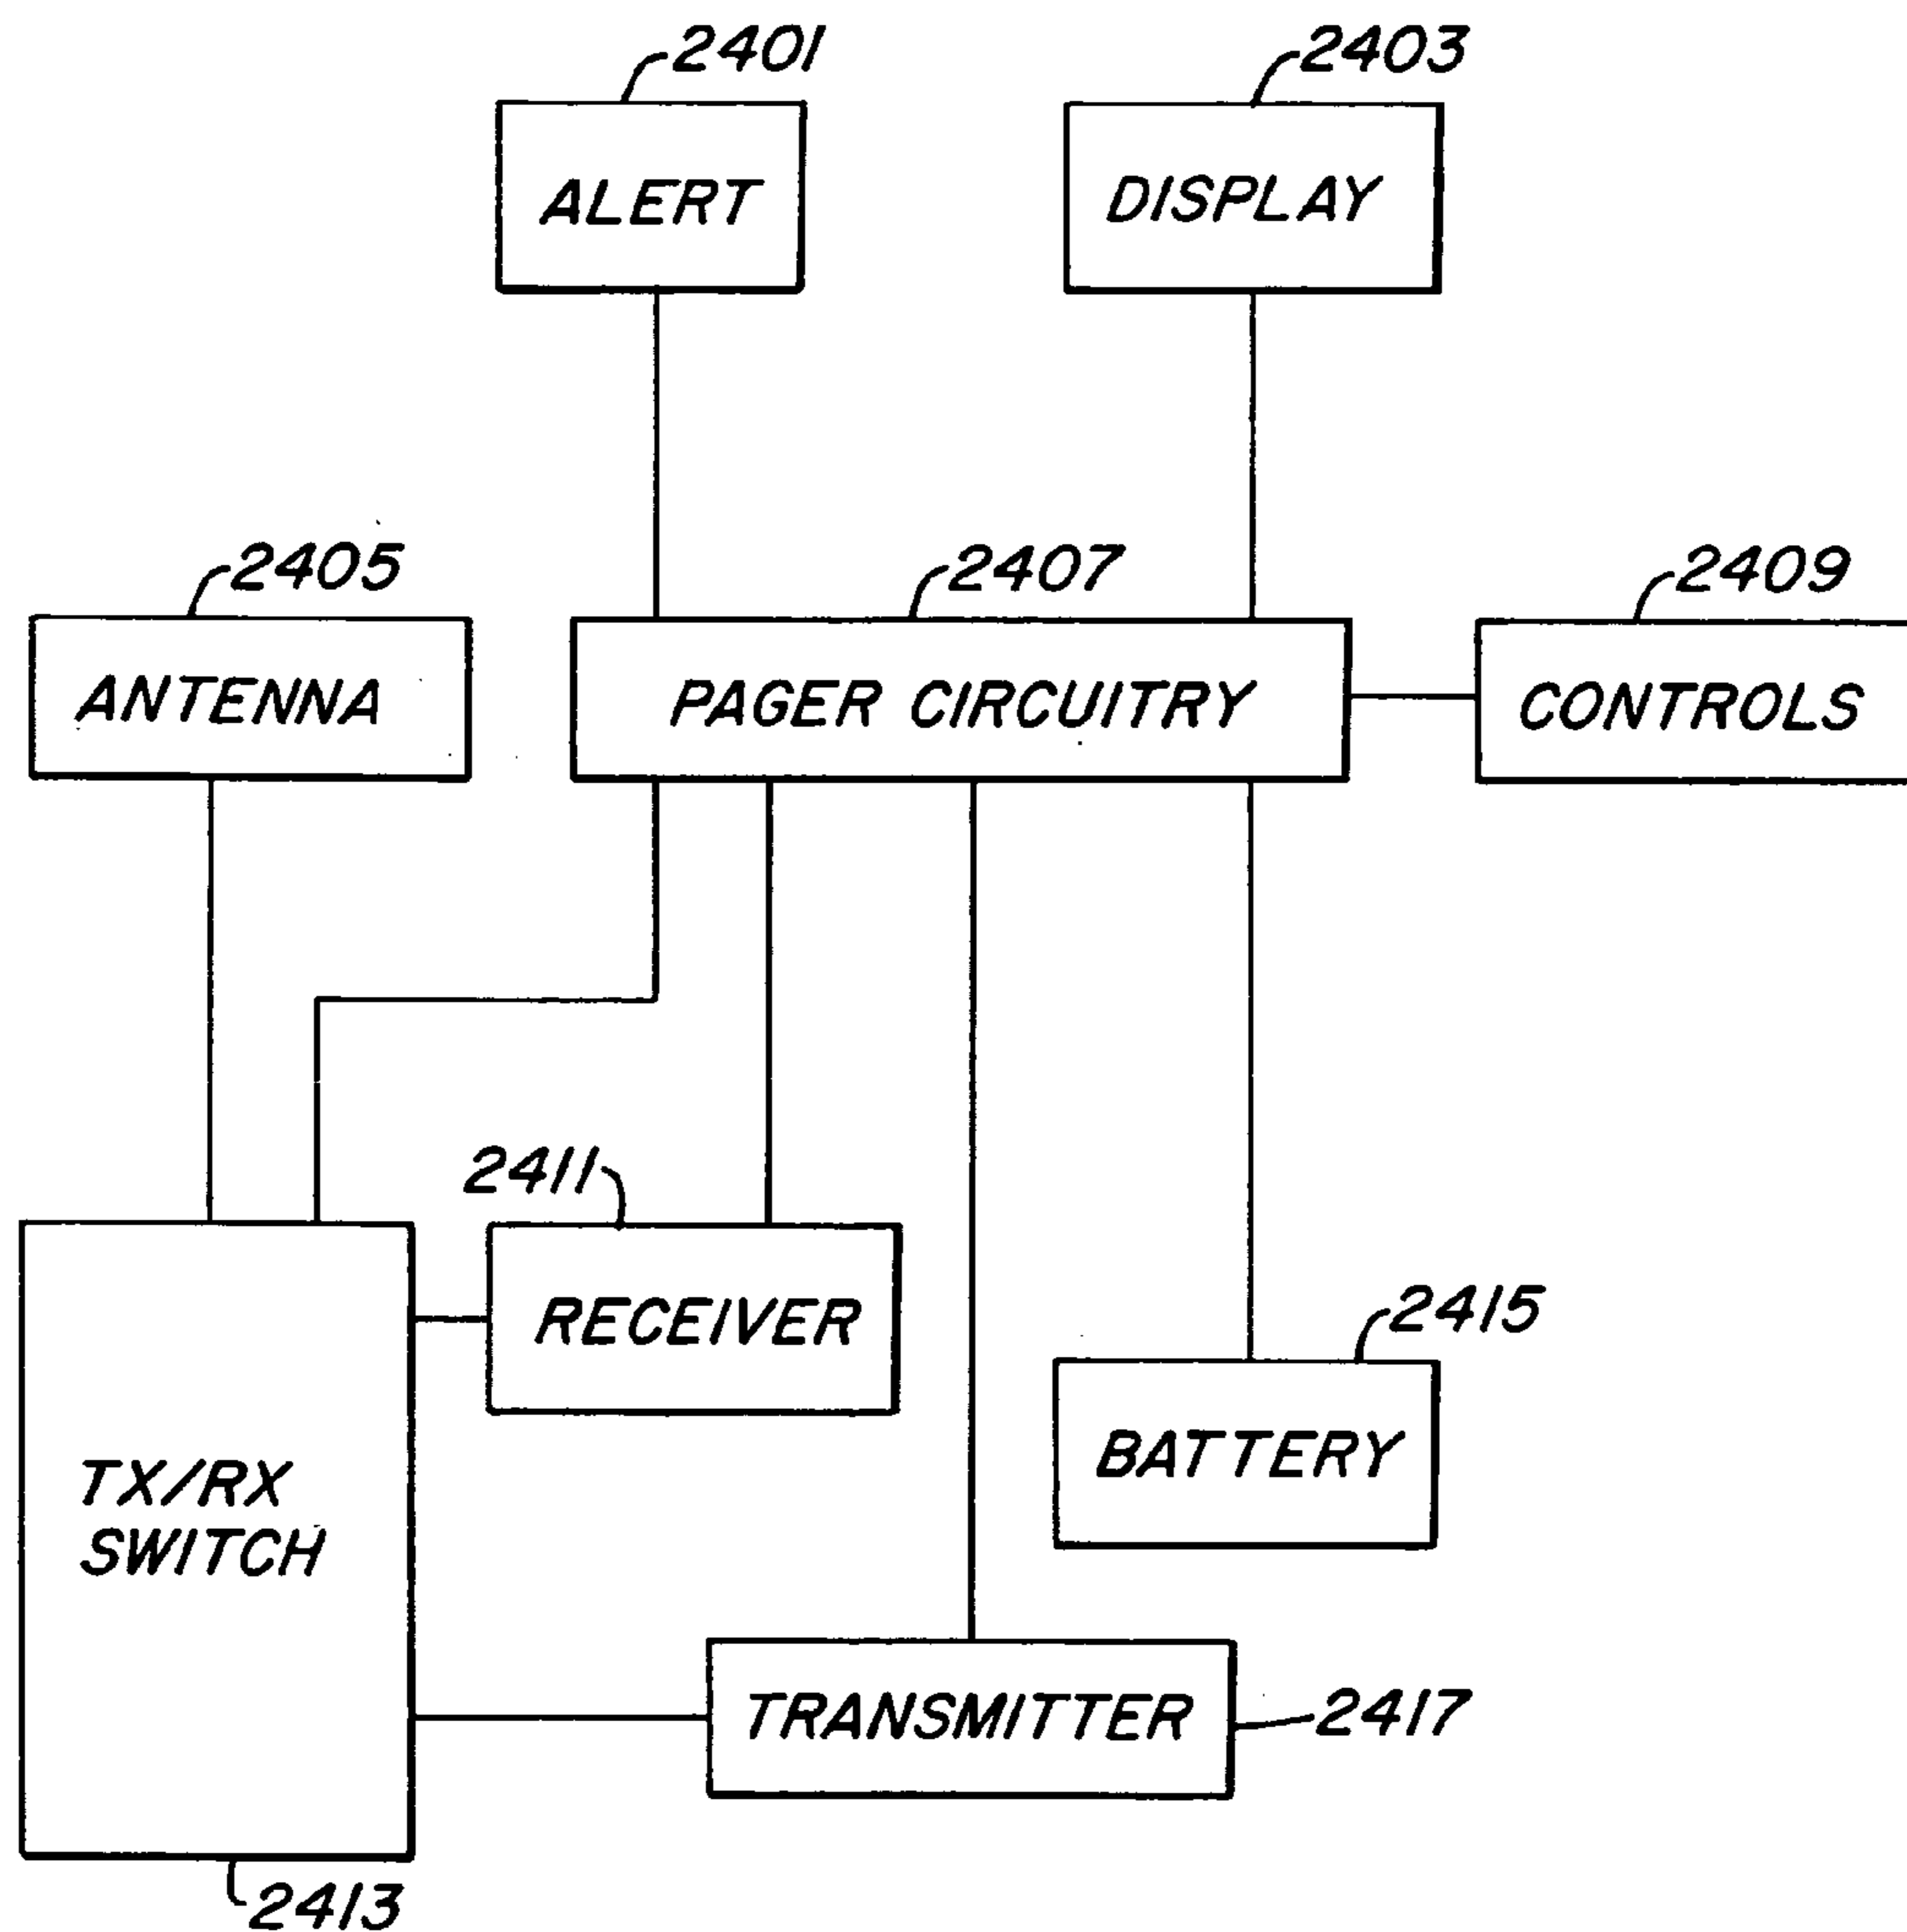 2401
2403
ALERT
DISPLAY
2405
2407
2409
ANTENNA
PAGER CIRCUITRY
CONTROLS
2411
RECEIVER
2415
BATTERY
TX/RX
SWITCH
TRANSMITTER
2417
2413